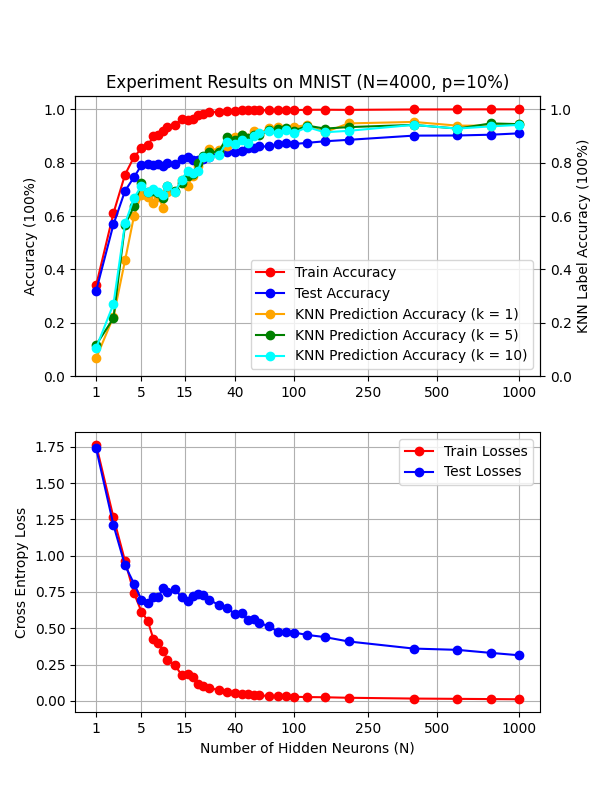 Experiment Results on MNIST (N=4000, p=10%)
Accuracy (100%)
1.0
0.8
0.6
0.4
0.2
0.0
KNN Label Accuracy (100%)
1.0
0.8
0.6
0.4
0.2
0.0
Train Accuracy
Test Accuracy
KNN Prediction Accuracy (k = 1)
KNN Prediction Accuracy (k = 5)
KNN Prediction Accuracy (k = 10)
1 5 15 40 100 250 500 1000
Cross Entropy Loss
1.75
1.50
1.25
1.00
0.75
0.50
0.25
0.00
Train Losses
Test Losses
1 5 15 40 100 250 500 1000
Number of Hidden Neurons (N)